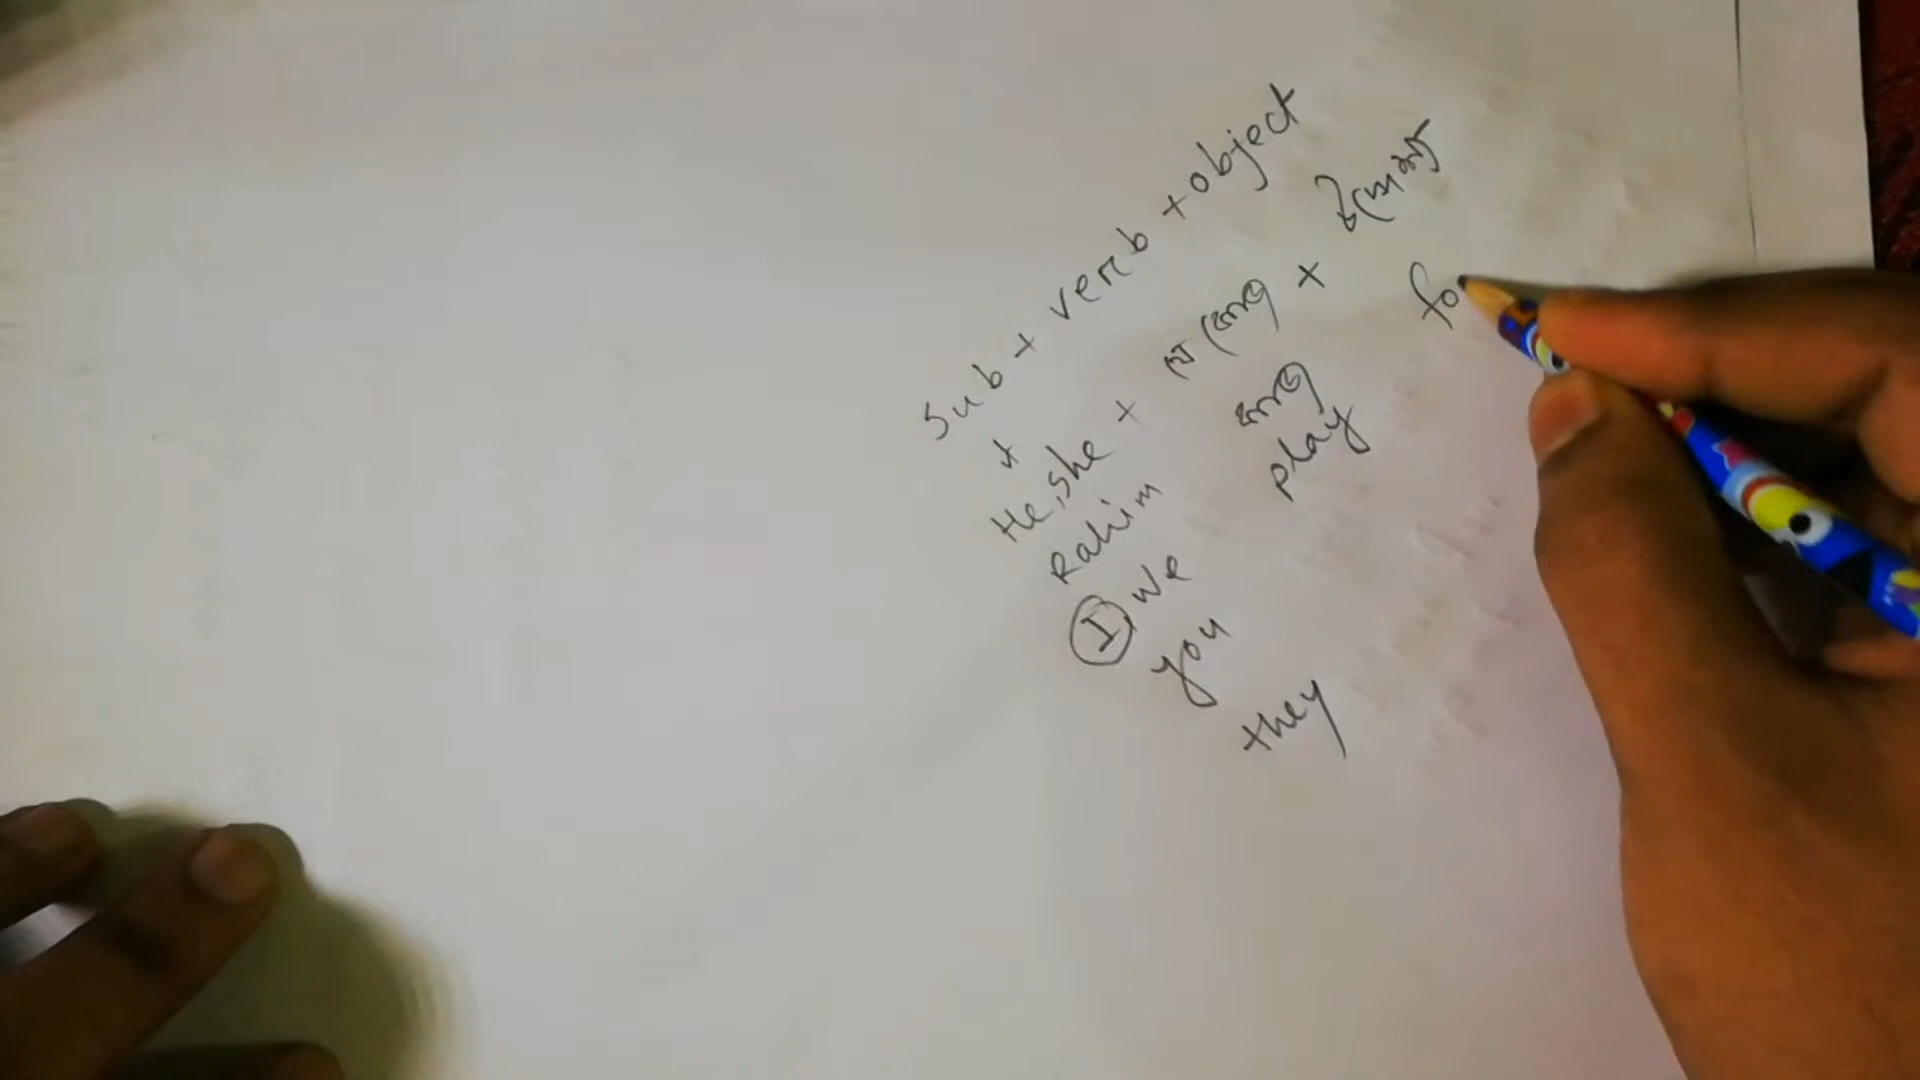 Sub + verb + object
He, she + +
Rahim
I we play fo
you
they